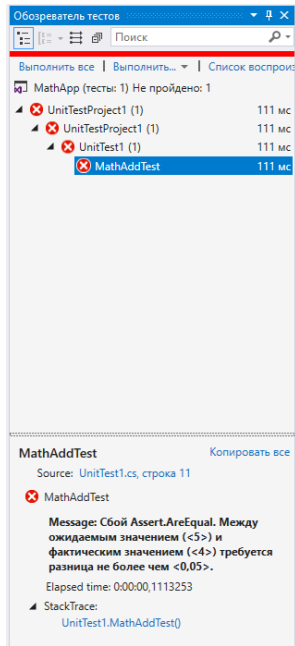 Обозреватель тестов
Поиск
Выполнить все | Выполнить... | Список воспроиз
MathApp (тесты: 1) Не пройдено: 1
UnitTestProject1 (1) 111 мс
UnitTestProject1 (1) 111 мс
UnitTest1 (1) 111 мс
MathAddTest 111 мс
MathAddTest Копировать все
Source: UnitTest1.cs, строка 11
MathAddTest
Message: Сбой Assert.AreEqual. Между
ожидаемым значением (<5>) и
фактическим значением (<4>) требуется
разница не более чем <0,05>.
Elapsed time: 0:00:00,1113253
StackTrace:
UnitTest1.MathAddTest()